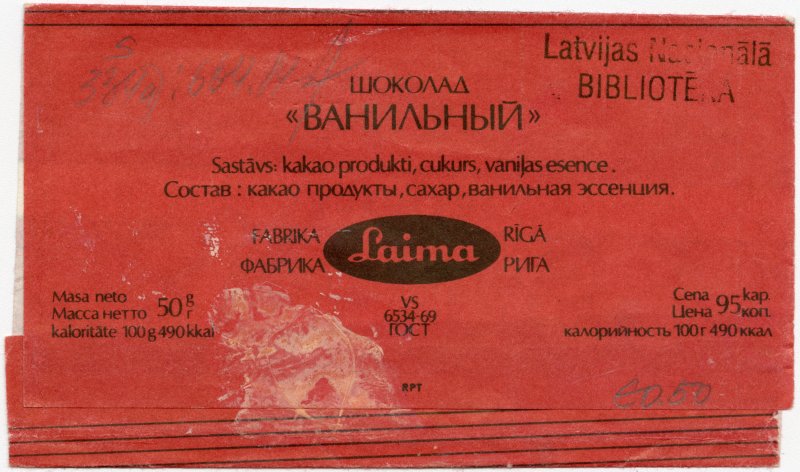 Latvijas Nacionālā
BIBLIOTĒKA
ШОКОЛАД
«ВАНИЛЬНЫЙ»
Sastāvs: kakao produkti, cukurs, vaniļas esence.
Состав: какао продукты, сахар, ванильная эссенция.
FABRIKA Laima RĪGĀ
ФАБРИКА РИГА
Masa neto 50 g
Масса нетто 50 г
kaloritāte 100 g 490 kkal
VS
6534-69
ГОСТ
Cena 95 kap.
Цена 95 коп.
калорийность 100 г 490 ккал
RPT